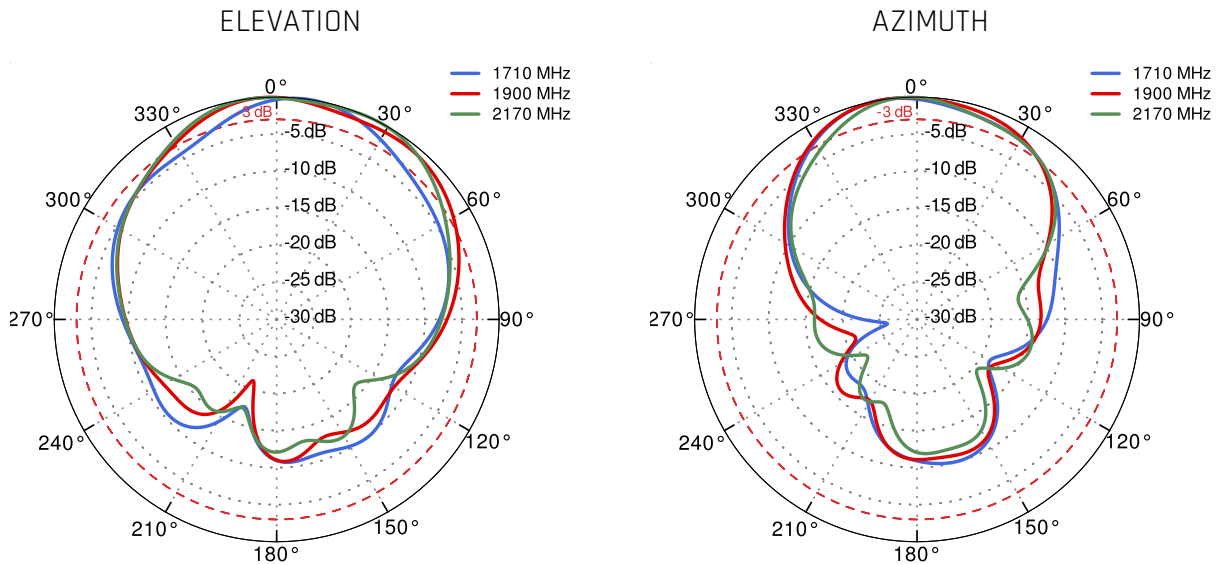 ELEVATION
1710 MHz
1900 MHz
2170 MHz
0°
30°
60°
90°
120°
150°
180°
210°
240°
270°
300°
330°
3 dB
-5 dB
-10 dB
-15 dB
-20 dB
-25 dB
-30 dB
AZIMUTH
1710 MHz
1900 MHz
2170 MHz
0°
30°
60°
90°
120°
150°
180°
210°
240°
270°
300°
330°
-3 dB
-5 dB
-10 dB
-15 dB
-20 dB
-25 dB
-30 dB